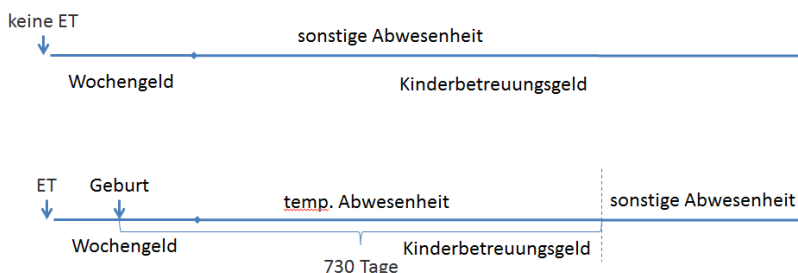 keine ET
sonstige Abwesenheit
Wochengeld Kinderbetreuungsgeld
ET Geburt
temp. Abwesenheit sonstige Abwesenheit
Wochengeld Kinderbetreuungsgeld
730 Tage